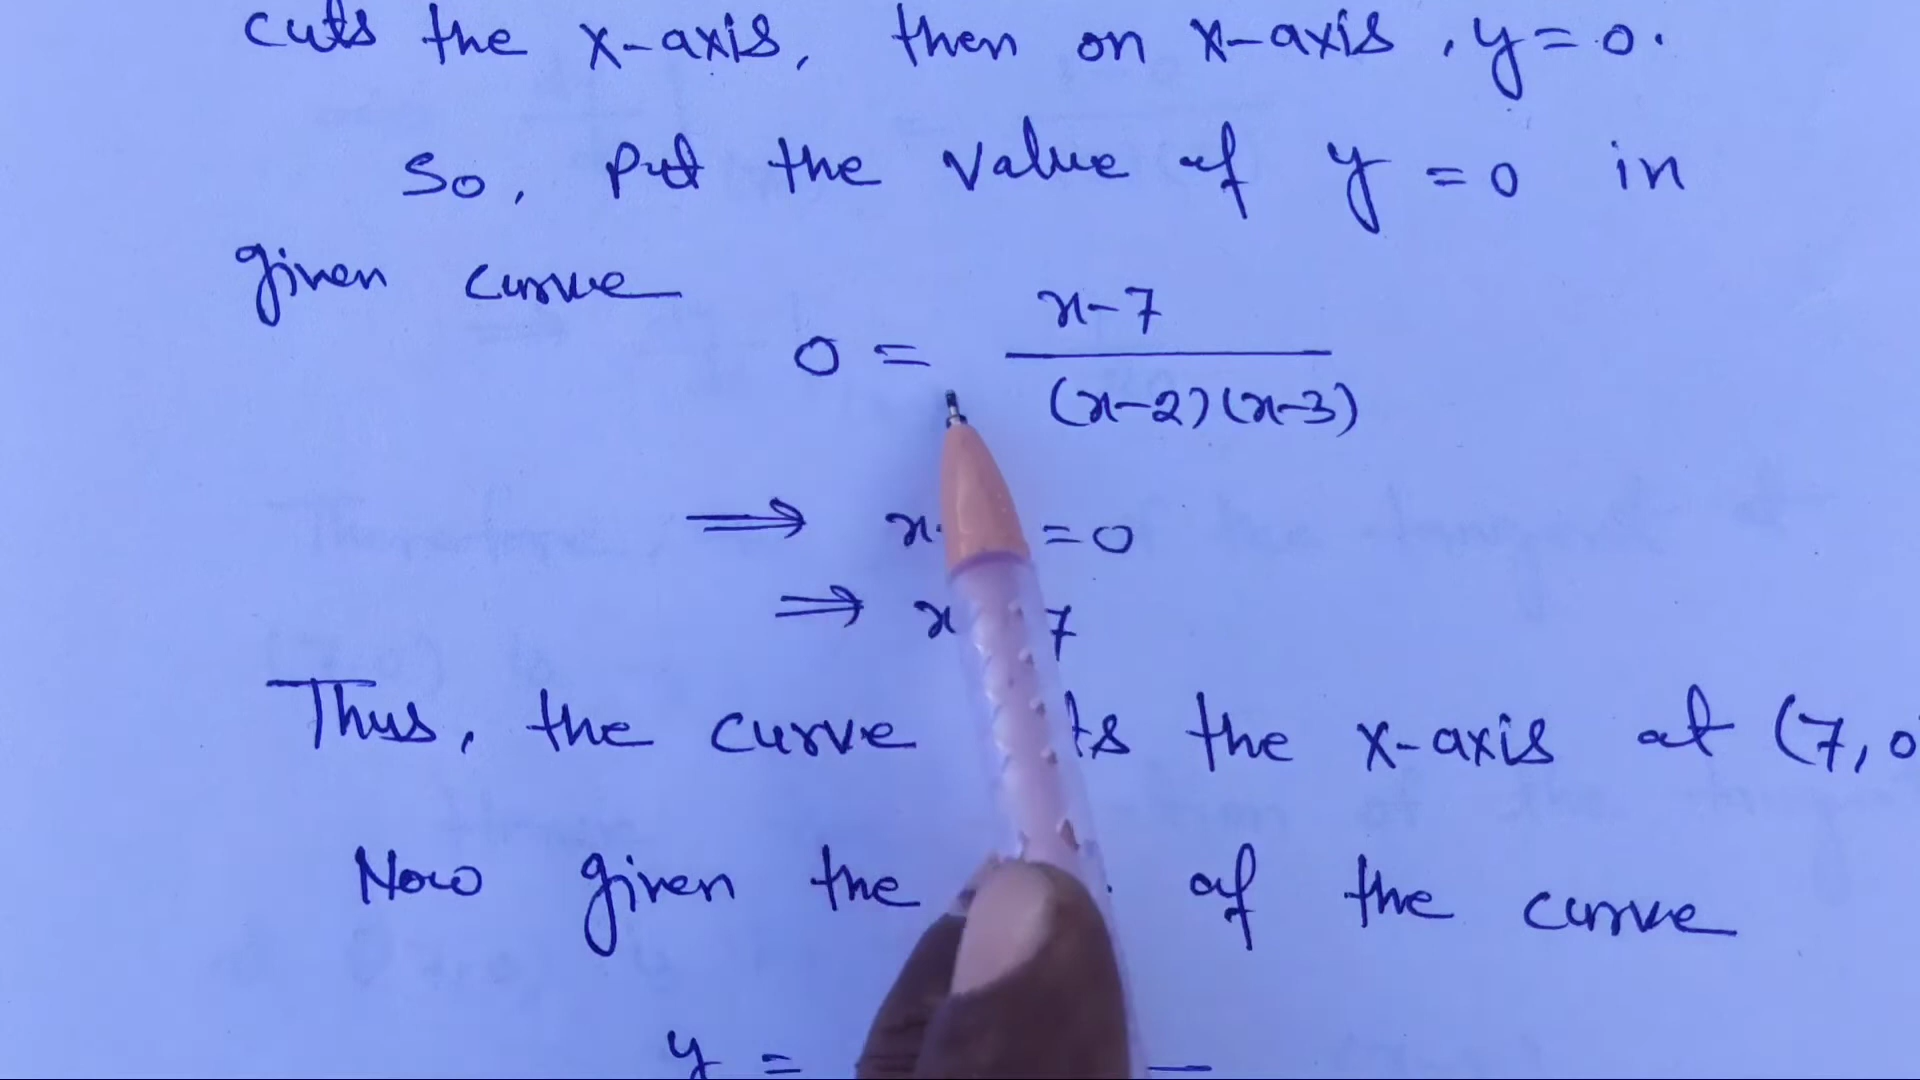 cuts the x-axis, then on x-axis, y=0.
So, put the value of y = 0 in
given curve
0 = x-7 / (x-2)(x-3)
⟹ x = 0
⟹ x 7
Thus, the curve the x-axis at (7, 0
Now given the of the curve
y =